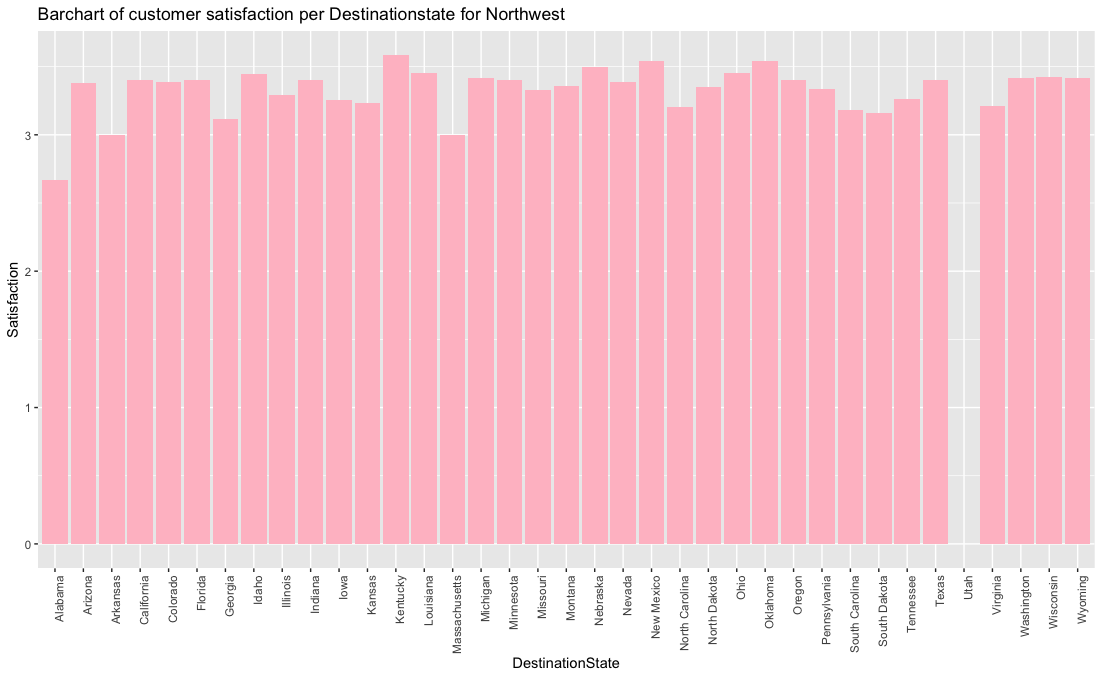 Barchart of customer satisfaction per Destinationstate for Northwest
Satisfaction
3
2
1
0
Alabama
Arizona
Arkansas
California
Colorado
Florida
Georgia
Idaho
Illinois
Indiana
Iowa
Kansas
Kentucky
Louisiana
Massachusetts
Michigan
Minnesota
Missouri
Montana
Nebraska
Nevada
New Mexico
North Carolina
North Dakota
Ohio
Oklahoma
Oregon
Pennsylvania
South Carolina
South Dakota
Tennessee
Texas
Utah
Virginia
Washington
Wisconsin
Wyoming
DestinationState